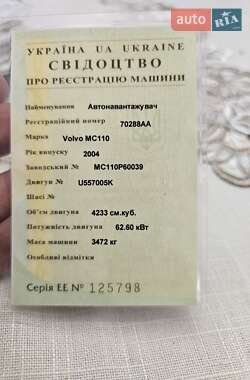 AUTO
RIA
УКРАЇНА UA UKRAINE
СВІДОЦТВО
ПРО РЕЄСТРАЦІЮ МАШИНИ
Найменування Автонавантажувач
Реєстраційний номер 70288АА
Марка Volvo MC110
Рік випуску 2004
Заводський № MC110P60039
Двигун № U557005K
Шасі №
Об'єм двигуна 4233 см.куб.
Потужність двигуна 62.60 кВт
Маса машини 3472 кг
Особливі відмітки
Серія ЕЕ № 125798